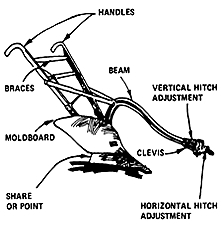 HANDLES
BEAM
BRACES
VERTICAL HITCH
ADJUSTMENT
MOLDBOARD
CLEVIS
SHARE
OR POINT
HORIZONTAL HITCH
ADJUSTMENT